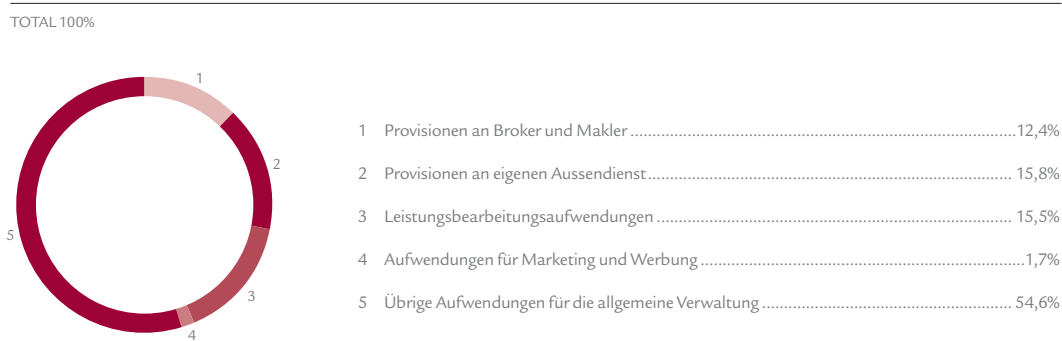 TOTAL 100%
1
2
3
4
5
1 Provisionen an Broker und Makler 12,4%
2 Provisionen an eigenen Aussendienst 15,8%
3 Leistungsbearbeitungsaufwendungen 15,5%
4 Aufwendungen für Marketing und Werbung 1,7%
5 Übrige Aufwendungen für die allgemeine Verwaltung 54,6%